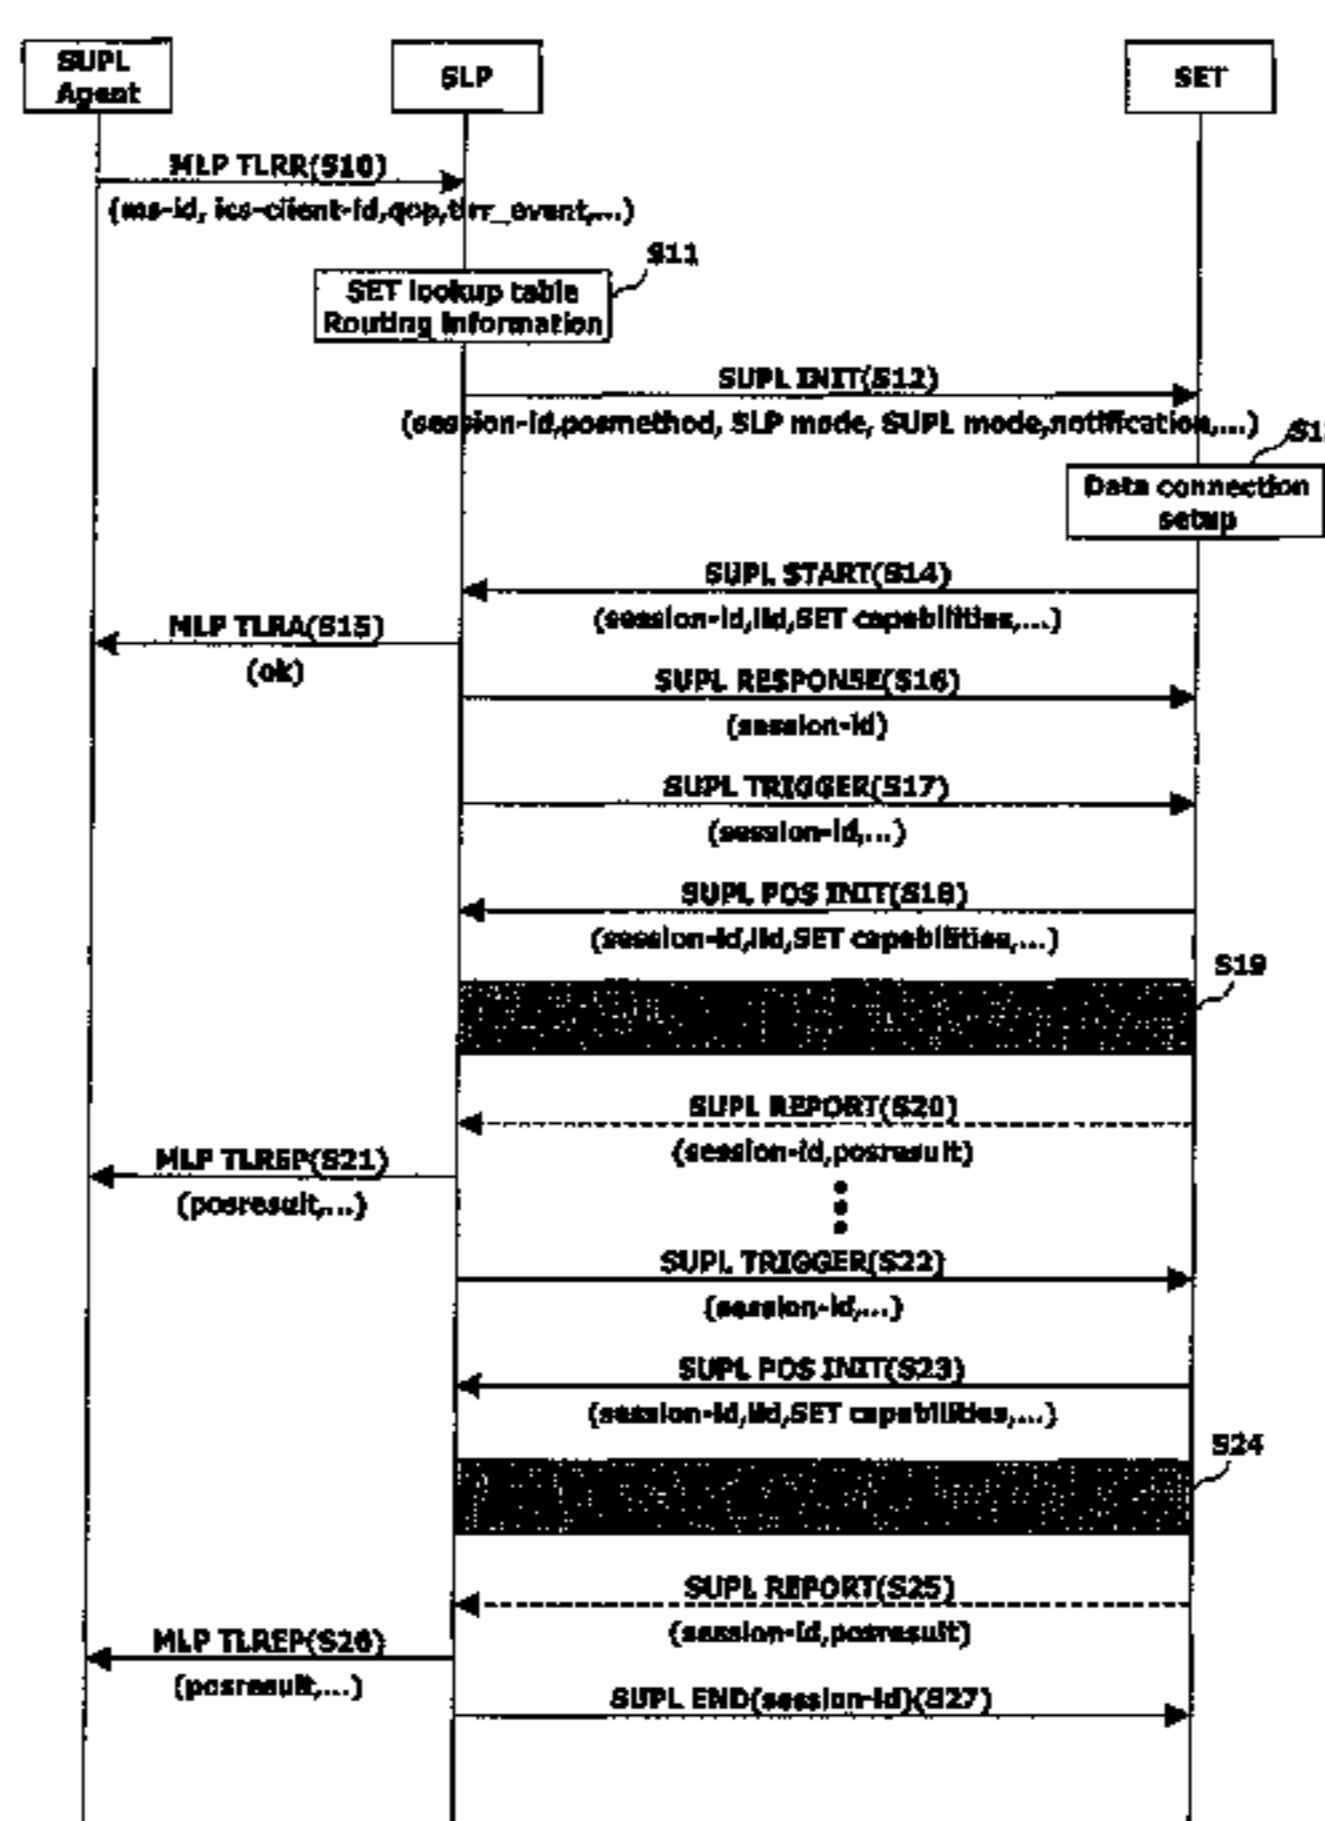 SUPL
Agent
SLP
SET
MLP TLRR(S10)
(ms-id, ics-client-id,qop,tlrr_event,...)
S11
SET lookup table
Routing Information
SUPL INIT(S12)
(session-id,posmethod, SLP mode, SUPL mode,notification,...)
Data connection
setup
SUPL START(S14)
(session-id,lid,SET capabilities,...)
MLP TLRA(S15)
(ok)
SUPL RESPONSE(S16)
(session-id)
SUPL TRIGGER(S17)
(session-id,...)
SUPL POS INIT(S18)
(session-id,lid,SET capabilities,...)
S19
SUPL REPORT(S20)
(session-id,posresult)
MLP TLREP(S21)
(posresult,...)
SUPL TRIGGER(S22)
(session-id,...)
SUPL POS INIT(S23)
(session-id,lid,SET capabilities,...)
S24
SUPL REPORT(S25)
(session-id,posresult)
MLP TLREP(S26)
(posresult,...)
SUPL END(session-id)(S27)